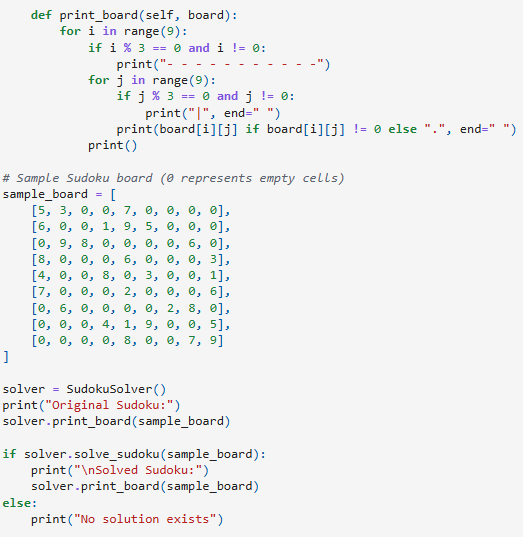 def print_board(self, board):
        for i in range(9):
            if i % 3 == 0 and i != 0:
                print("- - - - - - - - - - -")
            for j in range(9):
                if j % 3 == 0 and j != 0:
                    print("|", end=" ")
                print(board[i][j] if board[i][j] != 0 else ".", end=" ")
            print()

# Sample Sudoku board (0 represents empty cells)
sample_board = [
    [5, 3, 0, 0, 7, 0, 0, 0, 0],
    [6, 0, 0, 1, 9, 5, 0, 0, 0],
    [0, 9, 8, 0, 0, 0, 0, 6, 0],
    [8, 0, 0, 0, 6, 0, 0, 0, 3],
    [4, 0, 0, 8, 0, 3, 0, 0, 1],
    [7, 0, 0, 0, 2, 0, 0, 0, 6],
    [0, 6, 0, 0, 0, 0, 2, 8, 0],
    [0, 0, 0, 4, 1, 9, 0, 0, 5],
    [0, 0, 0, 0, 8, 0, 0, 7, 9]
]

solver = SudokuSolver()
print("Original Sudoku:")
solver.print_board(sample_board)

if solver.solve_sudoku(sample_board):
    print("\nSolved Sudoku:")
    solver.print_board(sample_board)
else:
    print("No solution exists")